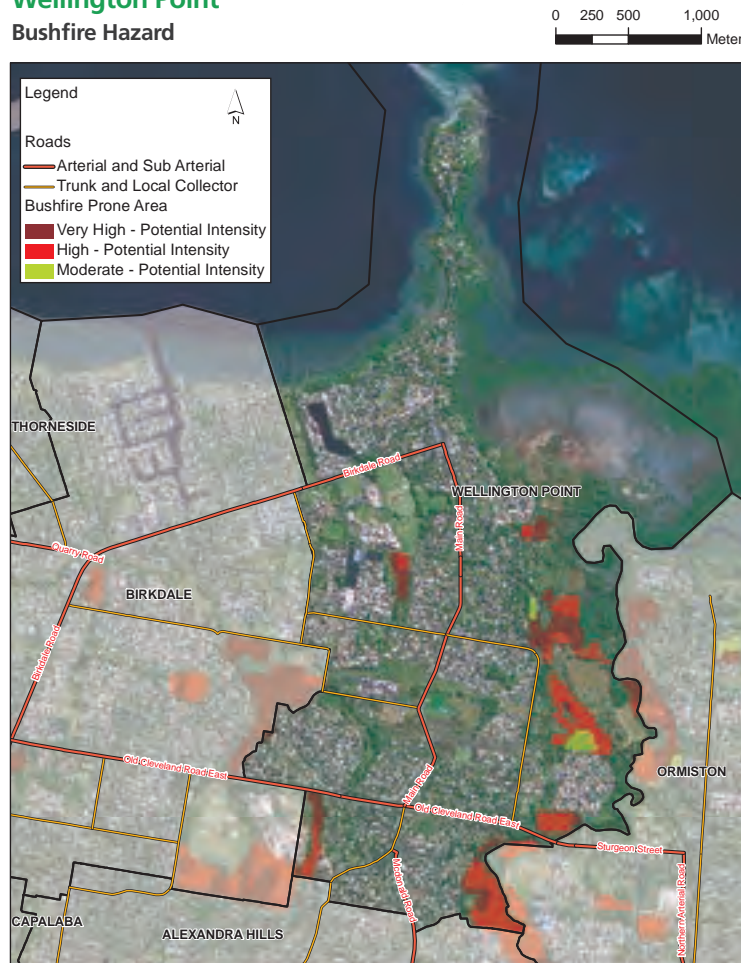 Wellington Point
Bushfire Hazard
0 250 500 1,000
Meter
Legend
N
Roads
Arterial and Sub Arterial
Trunk and Local Collector
Bushfire Prone Area
Very High - Potential Intensity
High - Potential Intensity
Moderate - Potential Intensity
THORNESIDE
Birkdale Road
WELLINGTON POINT
Main Road
Quarry Road
BIRKDALE
Birkdale Road
Old Cleveland Road East
Main Road
ORMISTON
Old Cleveland Road East
Sturgeon Street
Mcdonald Road
Northern Arterial Road
CAPALABA
ALEXANDRA HILLS